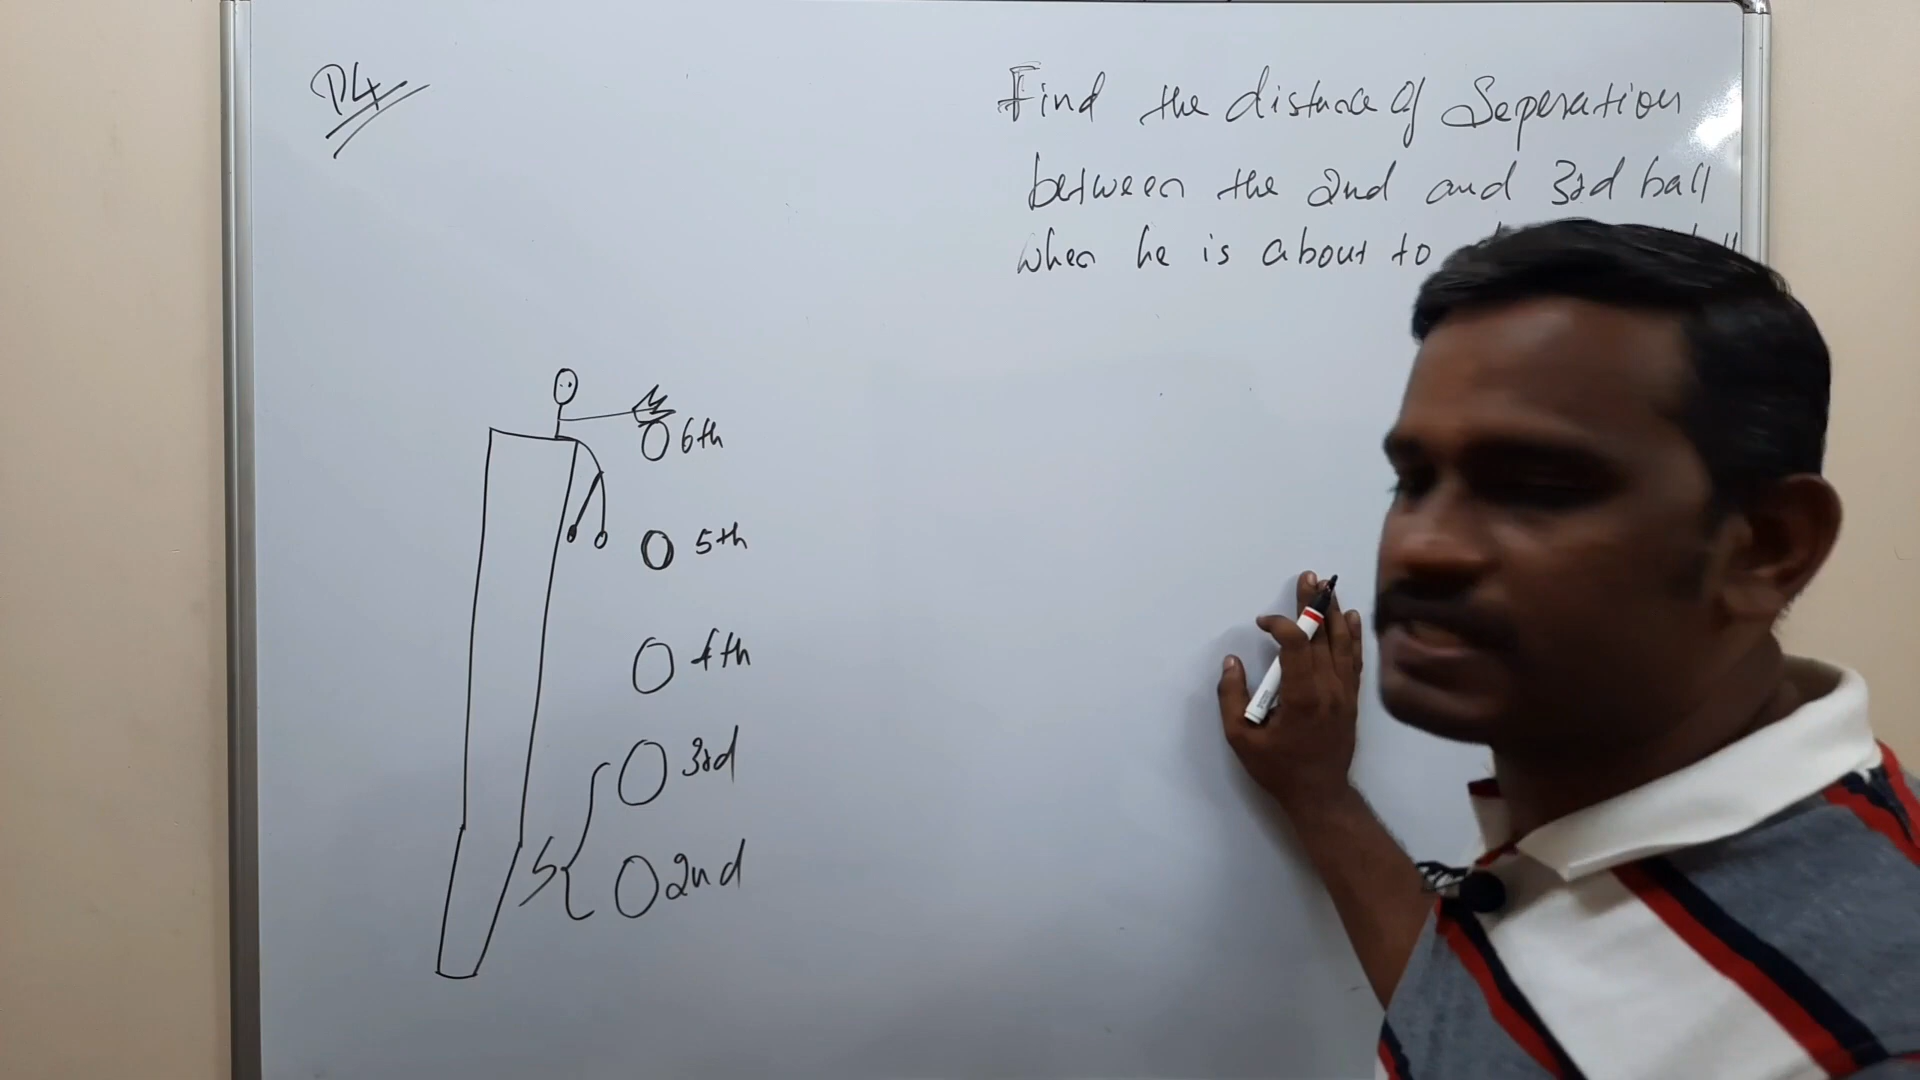 P4
Find the distance of Seperation
between the 2nd and 3rd ball
when he is about to
6th
5th
4th
3rd
S
2nd